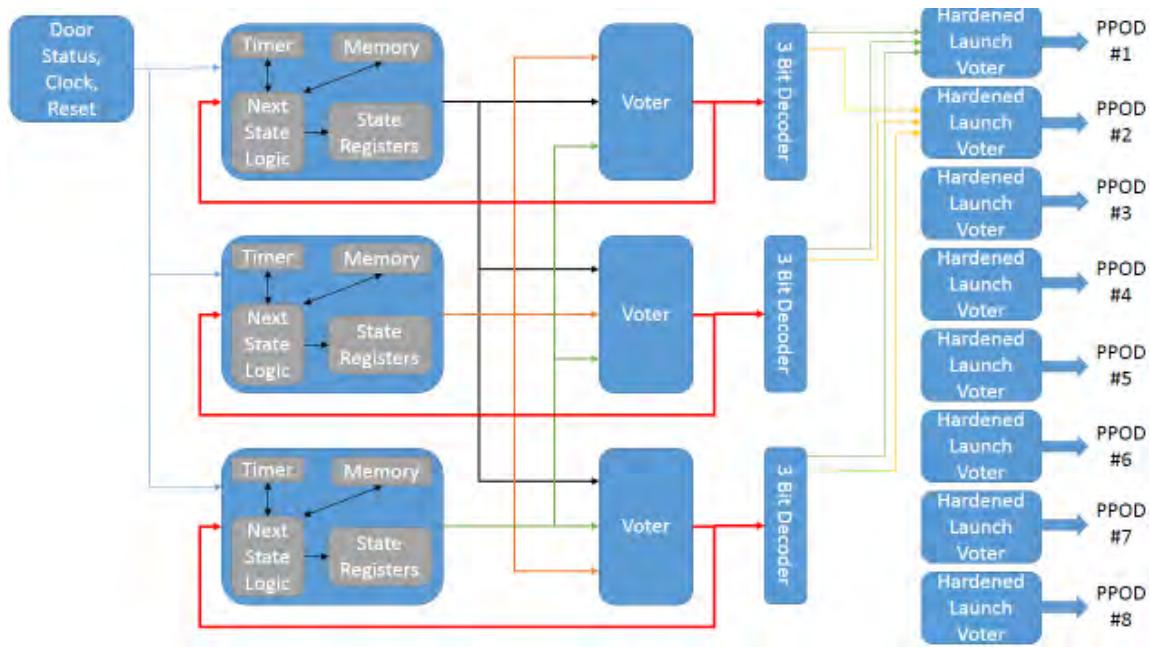 Door
Status,
Clock,
Reset
Timer
Memory
Next
State
Logic
State
Registers
Voter
3 Bit Decoder
Hardened
Launch
Voter
PPOD
#1
Hardened
Launch
Voter
PPOD
#2
Hardened
Launch
Voter
PPOD
#3
Timer
Memory
Next
State
Logic
State
Registers
Voter
3 Bit Decoder
Hardened
Launch
Voter
PPOD
#4
Hardened
Launch
Voter
PPOD
#5
Hardened
Launch
Voter
PPOD
#6
Timer
Memory
Next
State
Logic
State
Registers
Voter
3 Bit Decoder
Hardened
Launch
Voter
PPOD
#7
Hardened
Launch
Voter
PPOD
#8